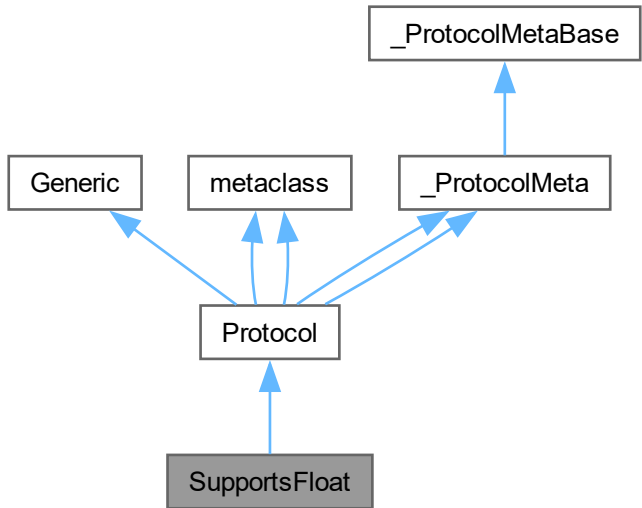 _ProtocolMetaBase
Generic
metaclass
_ProtocolMeta
Protocol
SupportsFloat